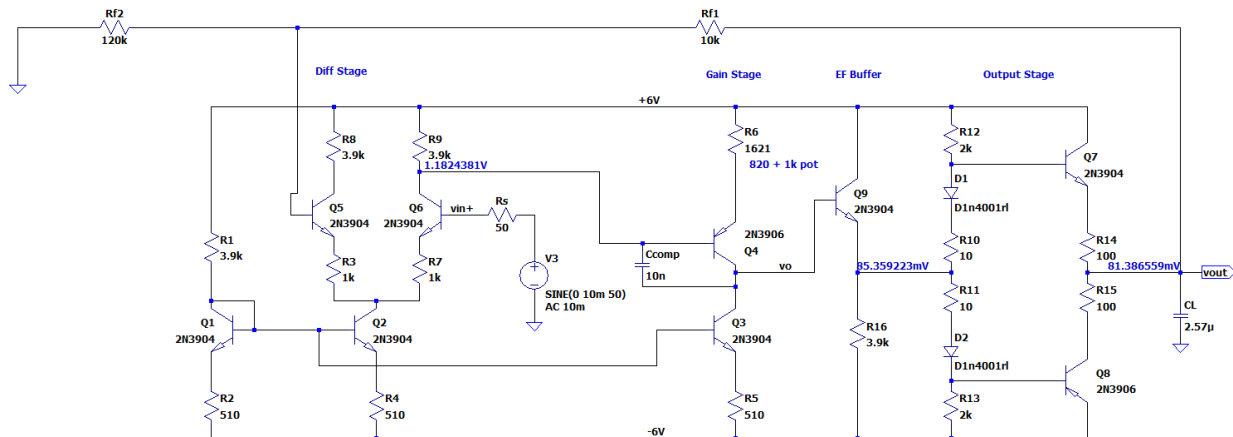 Rf2
120k
Rf1
10k
Diff Stage
Gain Stage
EF Buffer
Output Stage
+6V
R8
3.9k
R9
3.9k
1.1824381V
R6
1621
820 + 1k pot
R12
2k
Q7
2N3904
D1
D1n4001rl
Q9
2N3904
Q5
2N3904
Q6
2N3904
vin+
Rs
50
2N3906
Q4
R1
3.9k
R3
1k
R7
1k
V3
SINE(0 10m 50)
AC 10m
Ccomp
10n
vo
85.359223mV
R10
10
R14
100
81.386559mV
vout
R11
10
R15
100
CL
2.57µ
Q1
2N3904
Q2
2N3904
Q3
2N3904
R16
3.9k
D2
D1n4001rl
Q8
2N3906
R2
510
R4
510
R5
510
R13
2k
-6V